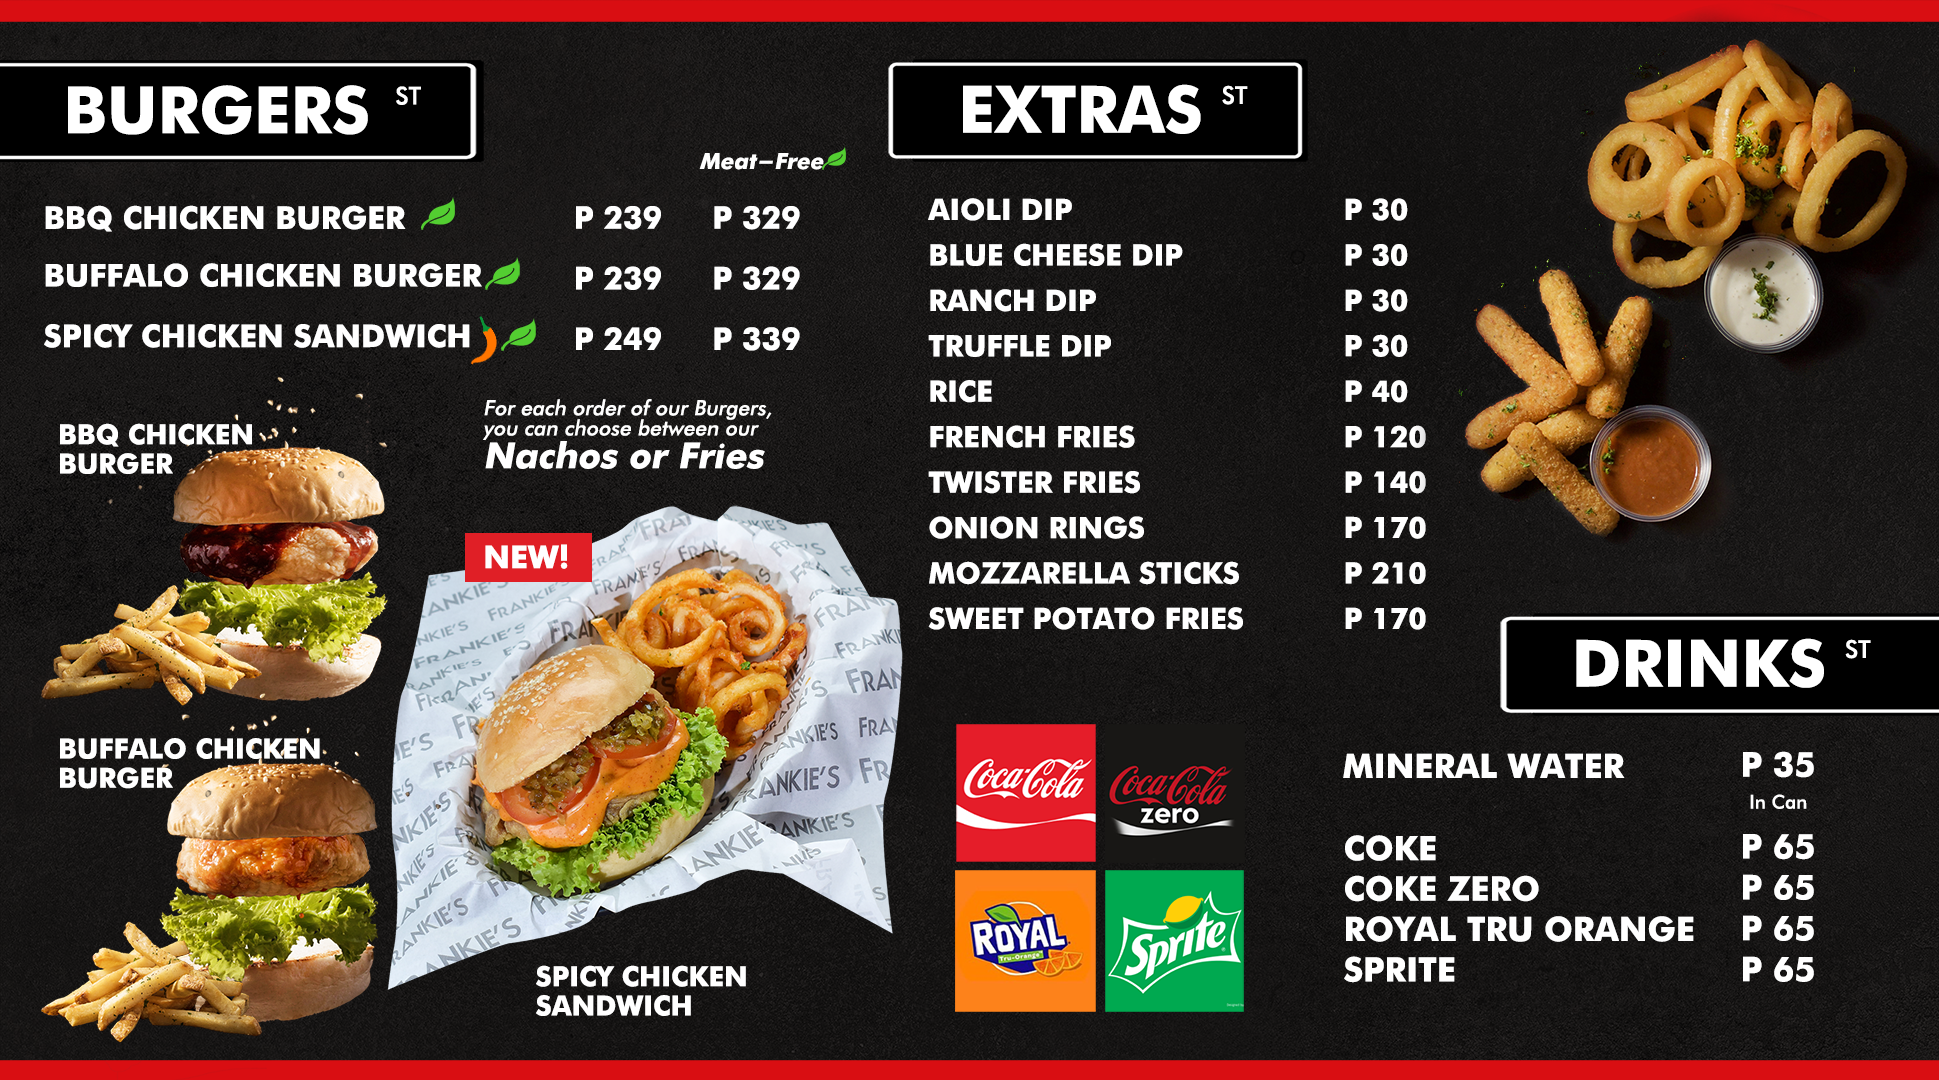 BURGERS ST
Meat-Free
BBQ CHICKEN BURGER P 239 P 329
BUFFALO CHICKEN BURGER P 239 P 329
SPICY CHICKEN SANDWICH P 249 P 339
For each order of our Burgers,
you can choose between our
Nachos or Fries
BBQ CHICKEN
BURGER
NEW!
FRANKIE'S
BUFFALO CHICKEN
BURGER
SPICY CHICKEN
SANDWICH
EXTRAS ST
AIOLI DIP P 30
BLUE CHEESE DIP P 30
RANCH DIP P 30
TRUFFLE DIP P 30
RICE P 40
FRENCH FRIES P 120
TWISTER FRIES P 140
ONION RINGS P 170
MOZZARELLA STICKS P 210
SWEET POTATO FRIES P 170
Coca-Cola
Coca-Cola
zero
ROYAL
Tru-Orange
Sprite
DRINKS ST
MINERAL WATER P 35
In Can
COKE P 65
COKE ZERO P 65
ROYAL TRU ORANGE P 65
SPRITE P 65